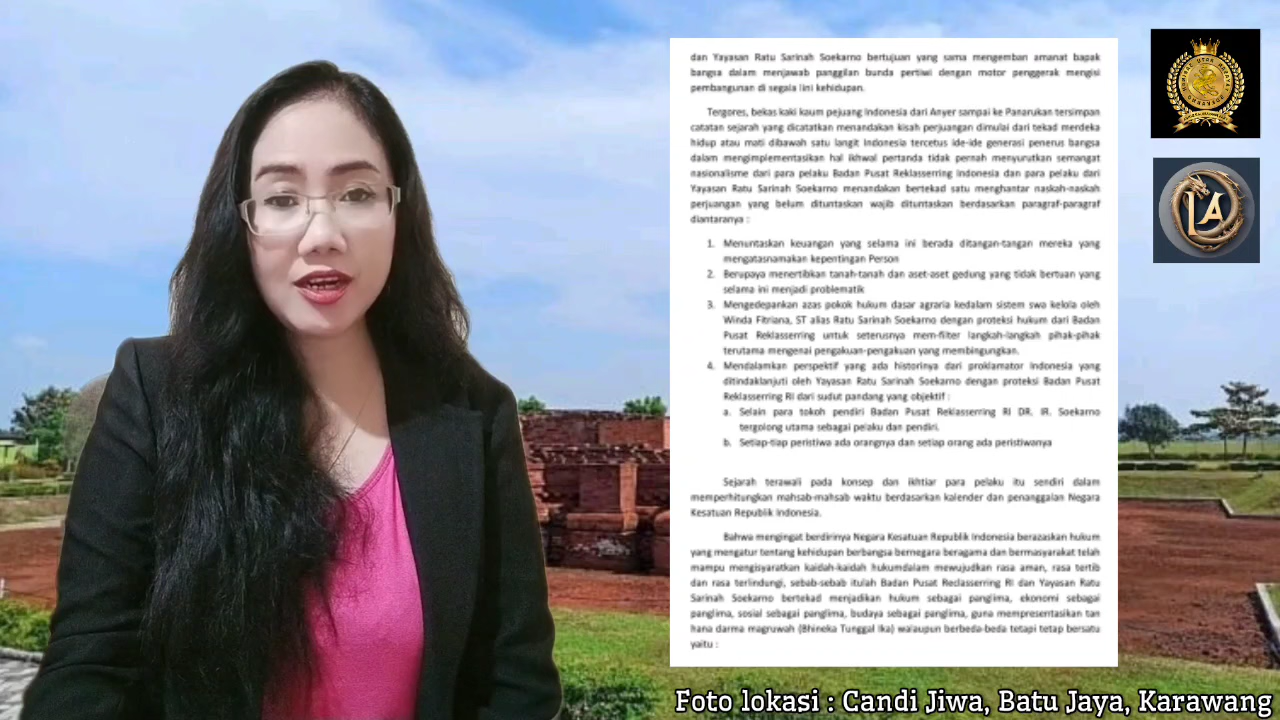 dan Yayasan Ratu Sarinah Soekarno bertujuan yang sama mengemban amanat bapak
bangsa dalam menjawab panggilan bunda pertiwi dengan motor penggerak mengisi
pembangunan di segala lini kehidupan.
Tergores, bekas kaki kaum pejuang Indonesia dari Anyer sampai ke Panarukan tersimpan
catatan sejarah yang dicatatkan menandakan kisah perjuangan dimulai dari tekad merdeka
hidup atau mati dibawah satu langit Indonesia tercetus ide-ide generasi penerus bangsa
dalam mengimplementasikan hal ikhwal pertanda tidak pernah menyurutkan semangat
nasionalisme dari para pelaku Badan Pusat Reklasserring Indonesia dan para pelaku dari
Yayasan Ratu Sarinah Soekarno menandakan bertekad satu menghantar naskah-naskah
perjuangan yang belum dituntaskan wajib dituntaskan berdasarkan paragraf-paragraf
diantaranya :
1. Menuntaskan keuangan yang selama ini berada ditangan-tangan mereka yang
mengatasnamakan kepentingan Person
2. Berupaya menertibkan tanah-tanah dan aset-aset gedung yang tidak bertuan yang
selama ini menjadi problematik
3. Mengedepankan azas pokok hukum dasar agraria kedalam sistem swa kelola oleh
Winda Fitriana, ST alias Ratu Sarinah Soekarno dengan proteksi hukum dari Badan
Pusat Reklasserring untuk seterusnya mem-filter langkah-langkah pihak-pihak
terutama mengenai pengakuan-pengakuan yang membingungkan.
4. Mendalamkan perspektif yang ada historinya dari proklamator Indonesia yang
ditindaklanjuti oleh Yayasan Ratu Sarinah Soekarno dengan proteksi Badan Pusat
Reklasserring RI dari sudut pandang yang objektif :
a. Selain para tokoh pendiri Badan Pusat Reklasserring RI DR. IR. Soekarno
tergolong utama sebagai pelaku dan pendiri.
b. Setiap-tiap peristiwa ada orangnya dan setiap orang ada peristiwanya
Sejarah terawali pada konsep dan ikhtiar para pelaku itu sendiri dalam
memperhitungkan mahsab-mahsab waktu berdasarkan kalender dan penanggalan Negara
Kesatuan Republik Indonesia.
Bahwa mengingat berdirinya Negara Kesatuan Republik Indonesia berazaskan hukum
yang mengatur tentang kehidupan berbangsa bernegara beragama dan bermasyarakat telah
mampu mengisyaratkan kaidah-kaidah hukumdalam mewujudkan rasa aman, rasa tertib
dan rasa terlindungi, sebab-sebab itulah Badan Pusat Reclasserring RI dan Yayasan Ratu
Sarinah Soekarno bertekad menjadikan hukum sebagai panglima, ekonomi sebagai
panglima, sosial sebagai panglima, budaya sebagai panglima, guna mempresentasikan tan
hana darma magruwah (Bhineka Tunggal Ika) walaupun berbeda-beda tetapi tetap bersatu
yaitu :
LA
Foto lokasi : Candi Jiwa, Batu Jaya, Karawang